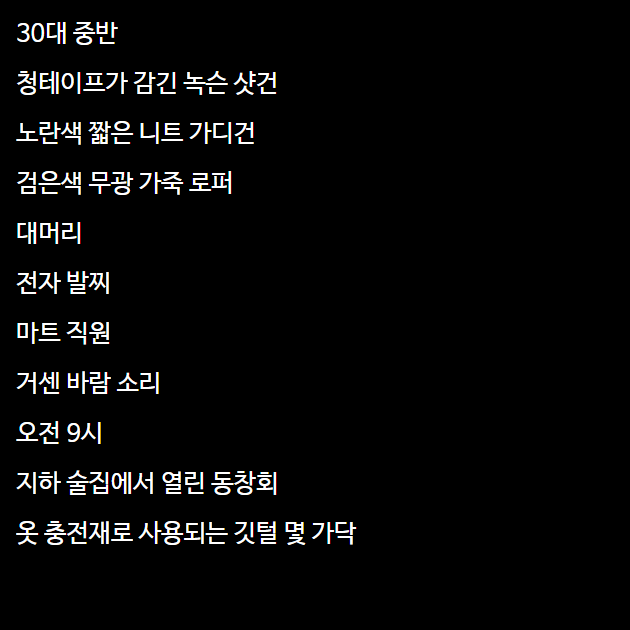 30대 중반
청테이프가 감긴 녹슨 샷건
노란색 짧은 니트 가디건
검은색 무광 가죽 로퍼
대머리
전자 발찌
마트 직원
거센 바람 소리
오전 9시
지하 술집에서 열린 동창회
옷 충전재로 사용되는 깃털 몇 가닥